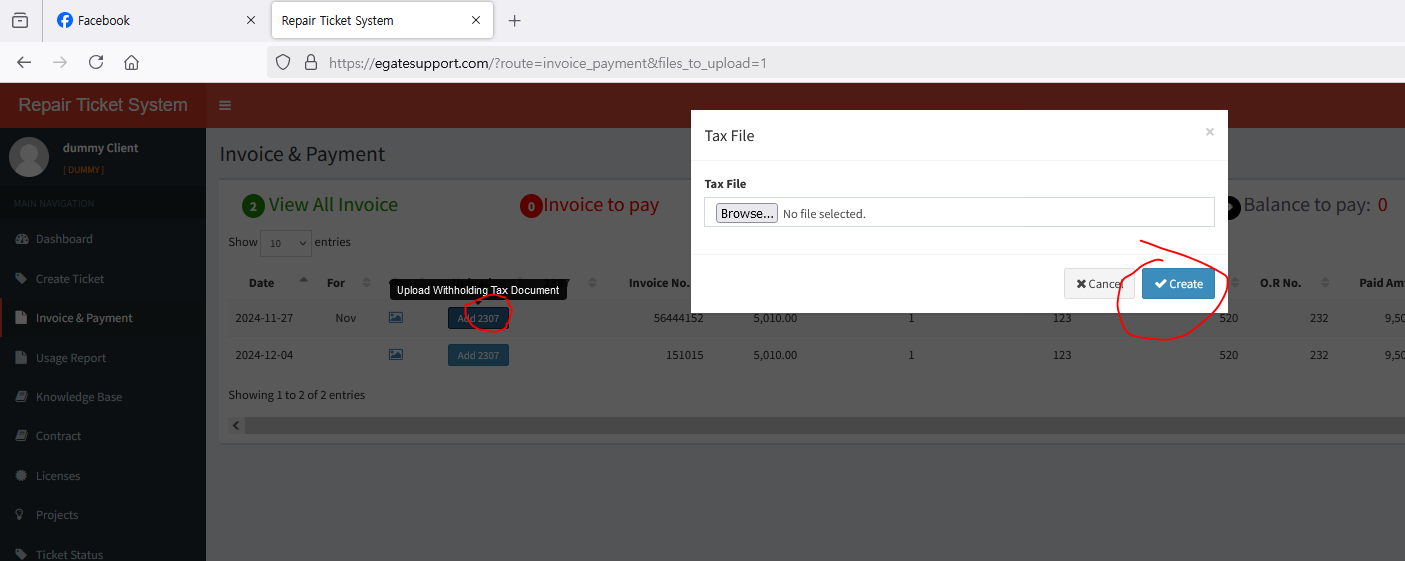 Facebook
Repair Ticket System
https://egatesupport.com/?route=invoice_payment&files_to_upload=1
Repair Ticket System
dummy Client
[ DUMMY ]
MAIN NAVIGATION
Dashboard
Create Ticket
Invoice & Payment
Usage Report
Knowledge Base
Contract
Licenses
Projects
Ticket Status
Invoice & Payment
2 View All Invoice
0 Invoice to pay
Balance to pay: 0
Show 10 entries
Date For Invoice No. O.R No. Paid
Upload Withholding Tax Document
2024-11-27 Nov Add 2307 56444152 5,010.00 1 123 520 232
2024-12-04 Add 2307 151015 5,010.00 1 123 520 232
Showing 1 to 2 of 2 entries
Tax File
Tax File
Browse... No file selected.
Cancel Create